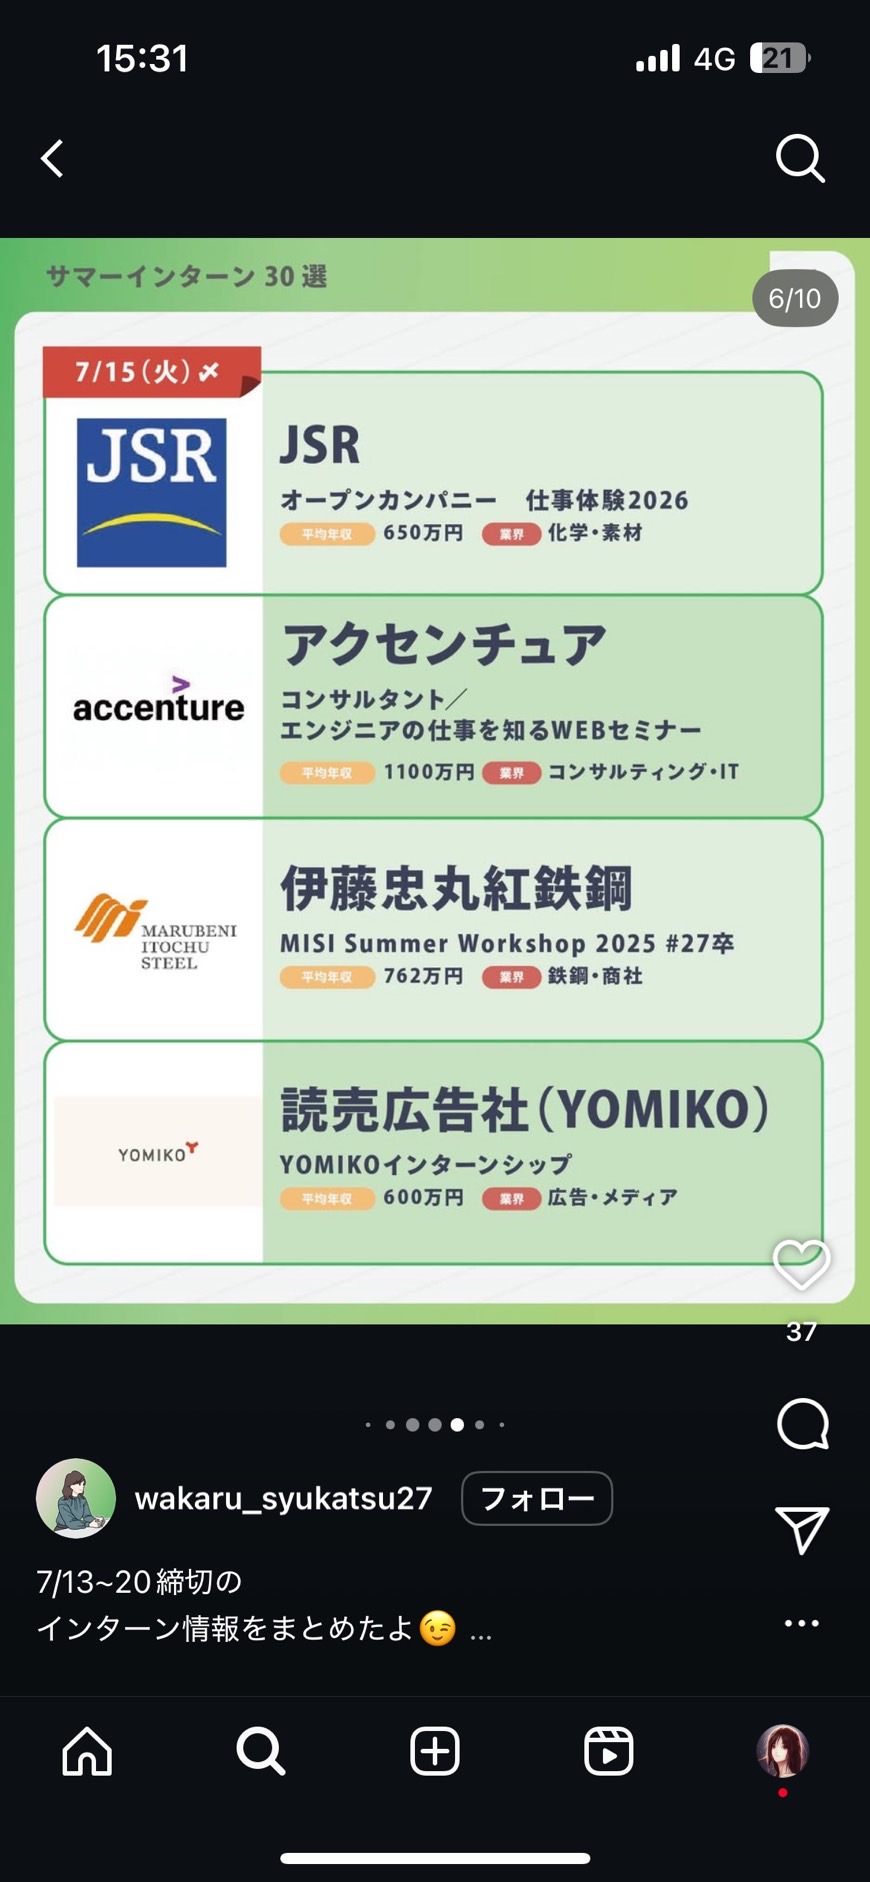 15:31
4G 21
サマーインターン 30 選
6/10
7/15(火)〆
JSR
JSR
オープンカンパニー 仕事体験2026
平均年収 650万円 業界 化学・素材
accenture
アクセンチュア
コンサルタント／
エンジニアの仕事を知るWEBセミナー
平均年収 1100万円 業界 コンサルティング・IT
MARUBENI
ITOCHU
STEEL
伊藤忠丸紅鉄鋼
MISI Summer Workshop 2025 #27卒
平均年収 762万円 業界 鉄鋼・商社
YOMIKO
読売広告社(YOMIKO)
YOMIKOインターンシップ
平均年収 600万円 業界 広告・メディア
37
wakaru_syukatsu27 フォロー
7/13~20締切の
インターン情報をまとめたよ😉 ...